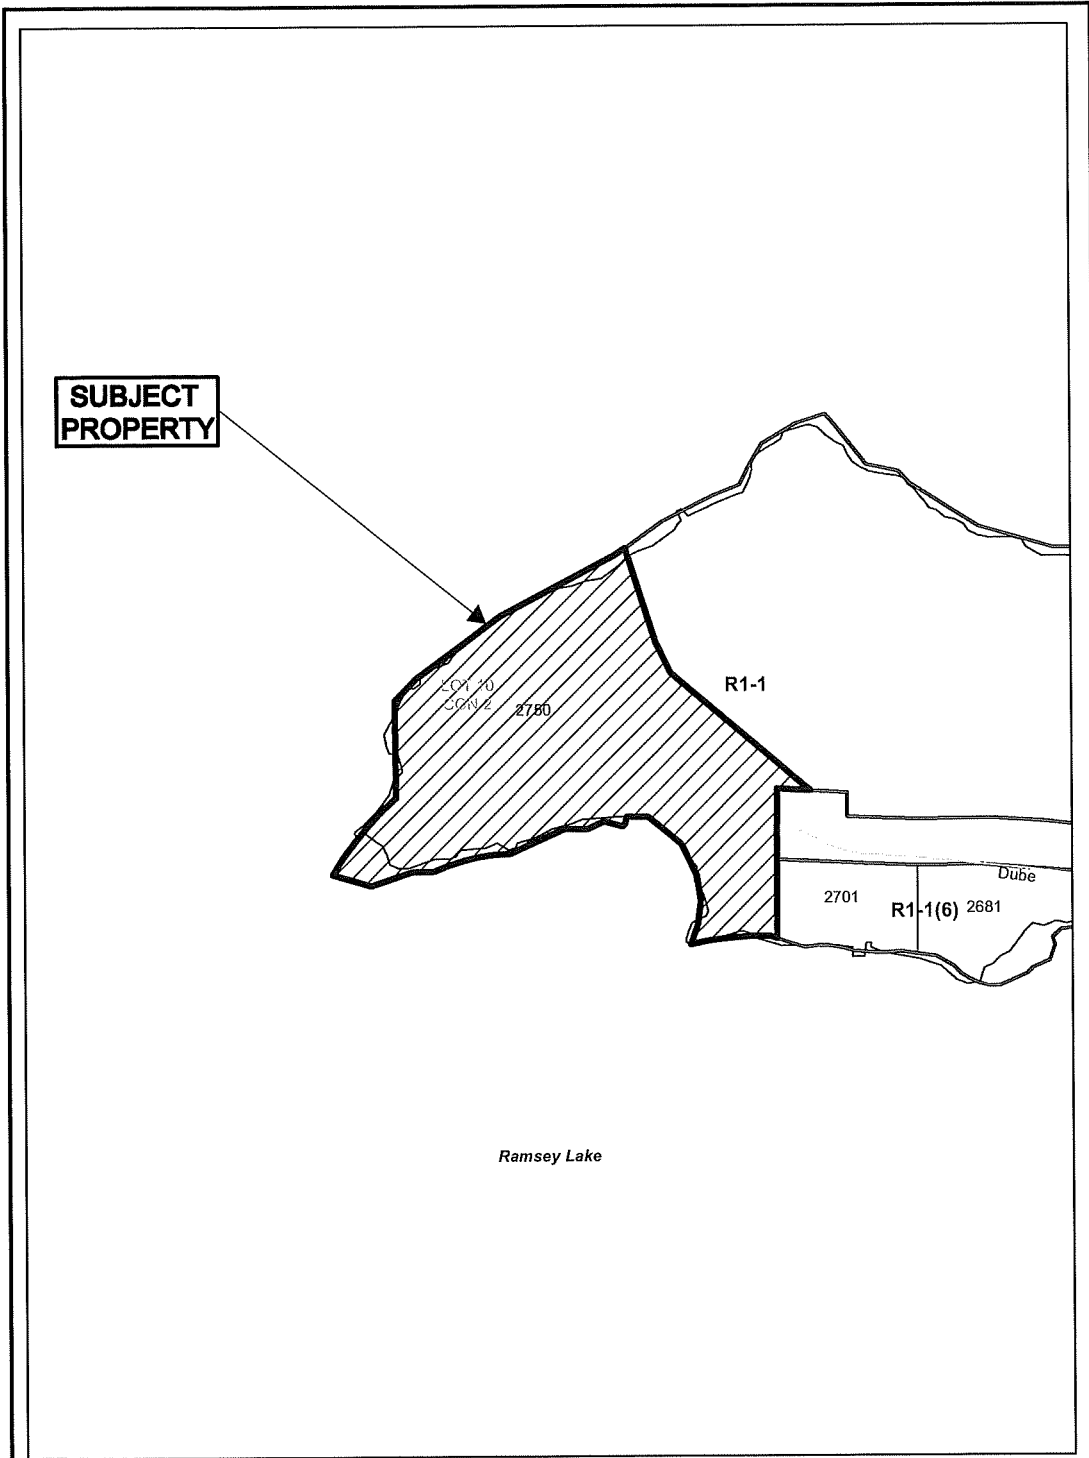 SUBJECT
PROPERTY
R1-1
LOT 10
CON 2
2750
Dube
2701
R1-1(6)
2681
Ramsey Lake